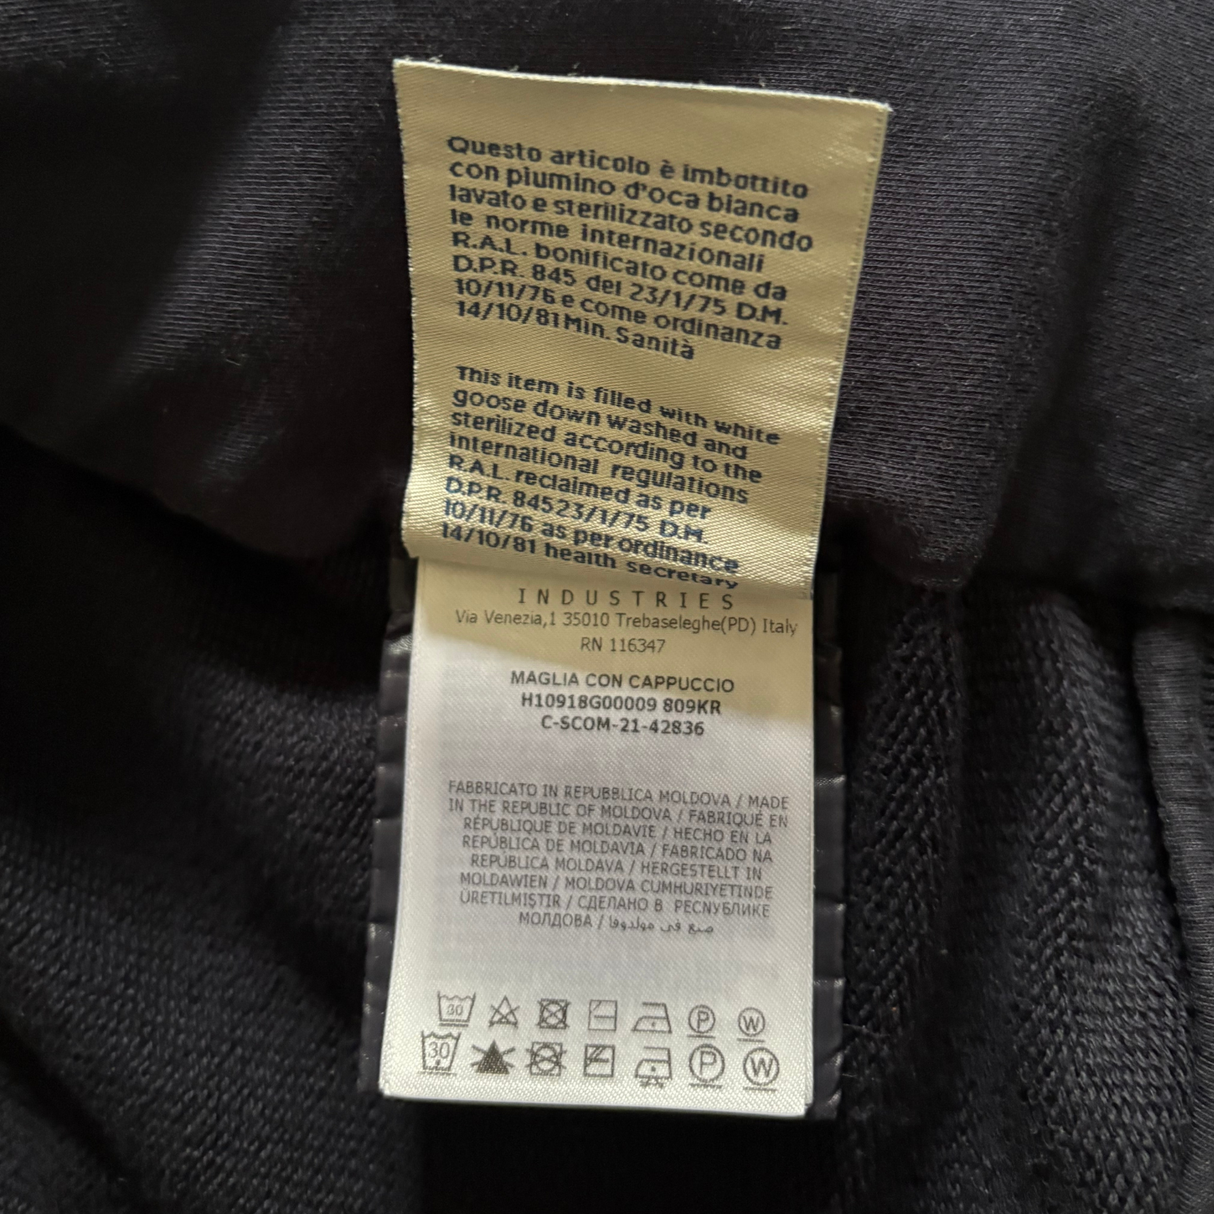 Questo articolo è imbottito
con piumino d'oca bianca
lavato e sterilizzato secondo
le norme internazionali
R.A.L. bonificato come da
D.P.R. 845 del 23/1/75 D.M.
10/11/76 e come ordinanza
14/10/81 Min. Sanità
This item is filled with white
goose down washed and
sterilized according to the
international regulations
R.A.L. reclaimed as per
D.P.R. 84523/1/75 D.M
10/11/76 as per ordinance
14/10/81 health secretary
INDUSTRIES
Via Venezia,1 35010 Trebaseleghe(PD) Italy
RN 116347
MAGLIA CON CAPPUCCIO
H10918G00009 809KR
C-SCOM-21-42836
FABBRICATO IN REPUBBLICA MOLDOVA / MADE
IN THE REPUBLIC OF MOLDOVA / FABRIQUÉ EN
RÉPUBLIQUE DE MOLDAVIE / HECHO EN LA
REPÚBLICA DE MOLDAVIA / FABRICADO NA
REPÚBLICA MOLDAVA / HERGESTELLT IN
MOLDAWIEN / MOLDOVA CUMHURIYETINDE
ÜRETILMIŞTIR / СДЕЛАНО В РЕСПУБЛИКЕ
МОЛДОВА / صنع في مولدوفا
30 P W
30 P W